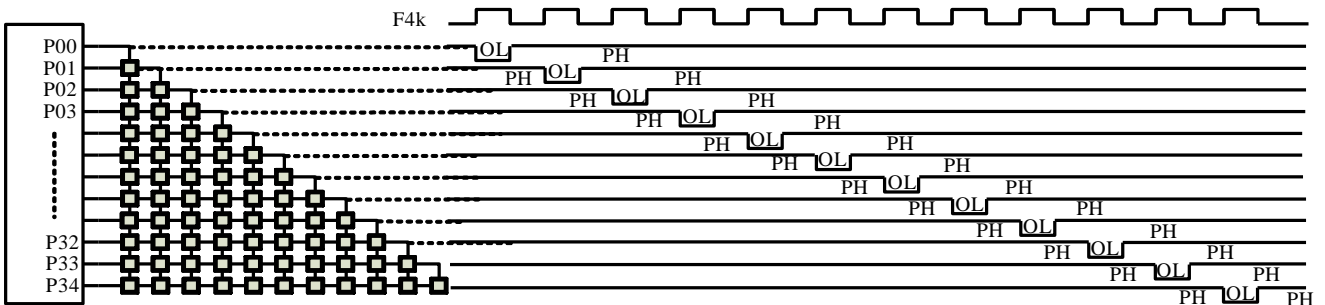 F4k
P00 OL PH
P01 PH OL PH
P02 PH OL PH
P03 PH OL PH
PH OL PH
PH OL PH
PH OL PH
PH OL PH
PH OL PH
P32 PH OL PH
P33 PH OL PH
P34 PH OL PH